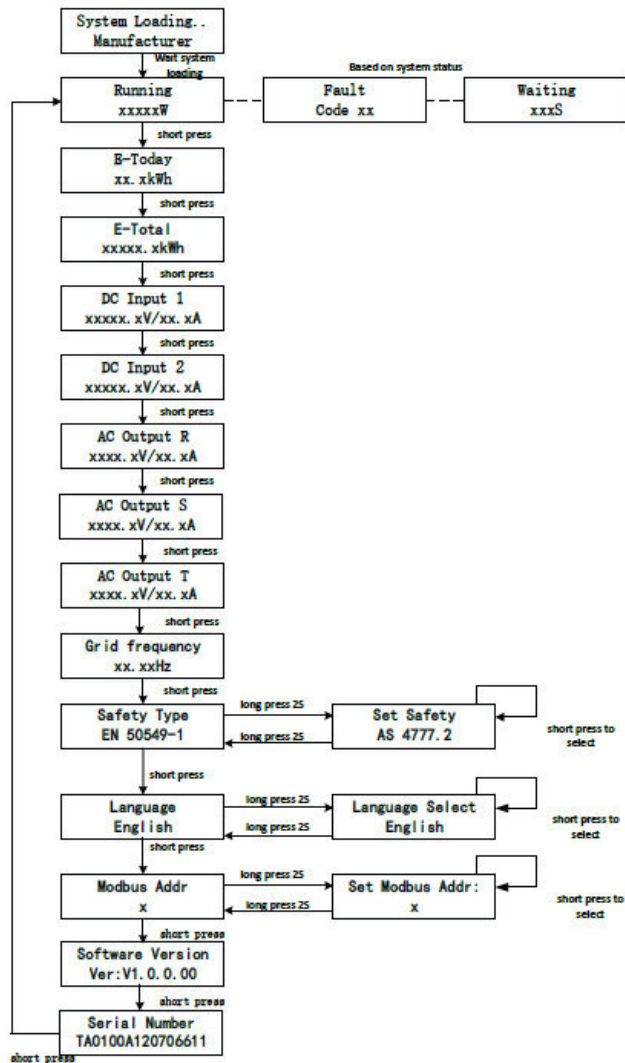 System Loading..
Manufacturer
Wait system
loading
Based on system status
Running
xxxxxW
Fault
Code xx
Waiting
xxxS
short press
E-Today
xx.xkWh
short press
E-Total
xxxxx.xkWh
short press
DC Input 1
xxxxx.xV/xx.xA
short press
DC Input 2
xxxxx.xV/xx.xA
short press
AC Output R
xxxx.xV/xx.xA
short press
AC Output S
xxxx.xV/xx.xA
short press
AC Output T
xxxx.xV/xx.xA
short press
Grid frequency
xx.xxHz
short press
Safety Type
EN 50549-1
long press 2S
long press 2S
Set Safety
AS 4777.2
short press to
select
short press
Language
English
long press 2S
long press 2S
Language Select
English
short press to
select
short press
Modbus Addr
x
long press 2S
long press 2S
Set Modbus Addr:
x
short press to
select
short press
Software Version
Ver:V1.0.0.00
short press
Serial Number
TA0100A120706611
short press